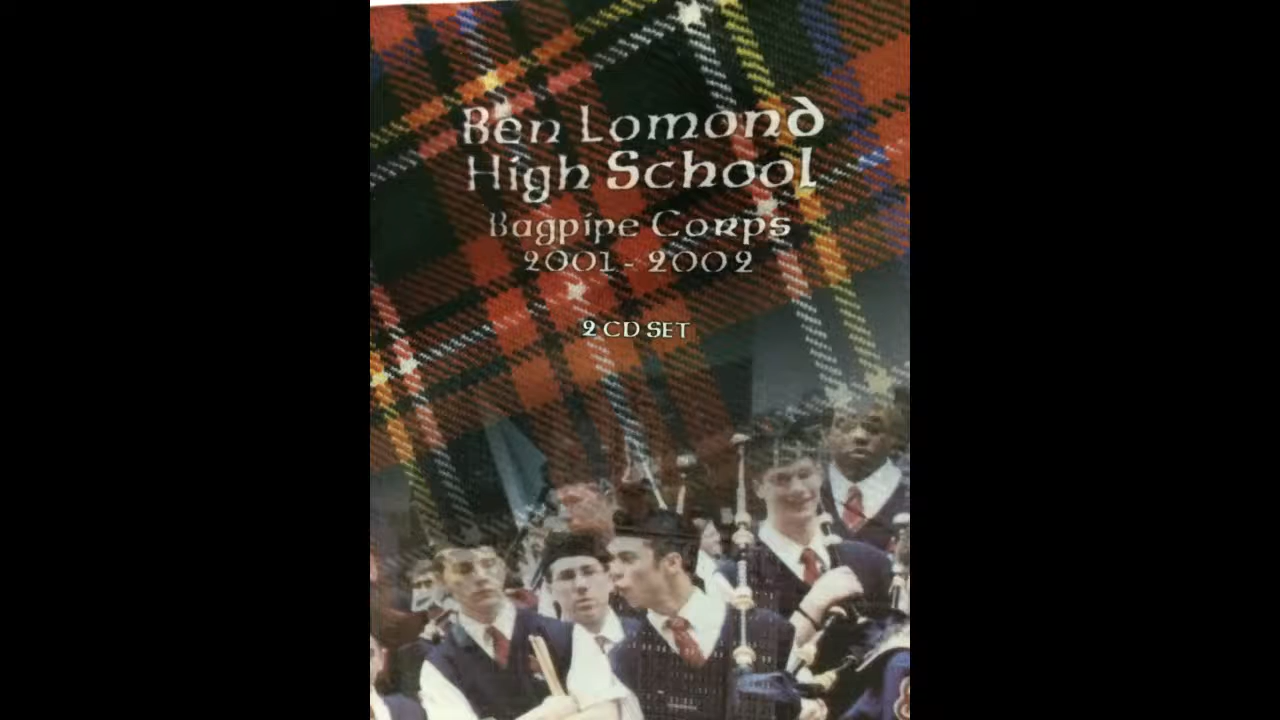 Ben Lomond
High School
Bagpipe Corps
2001 - 2002
2 CD SET